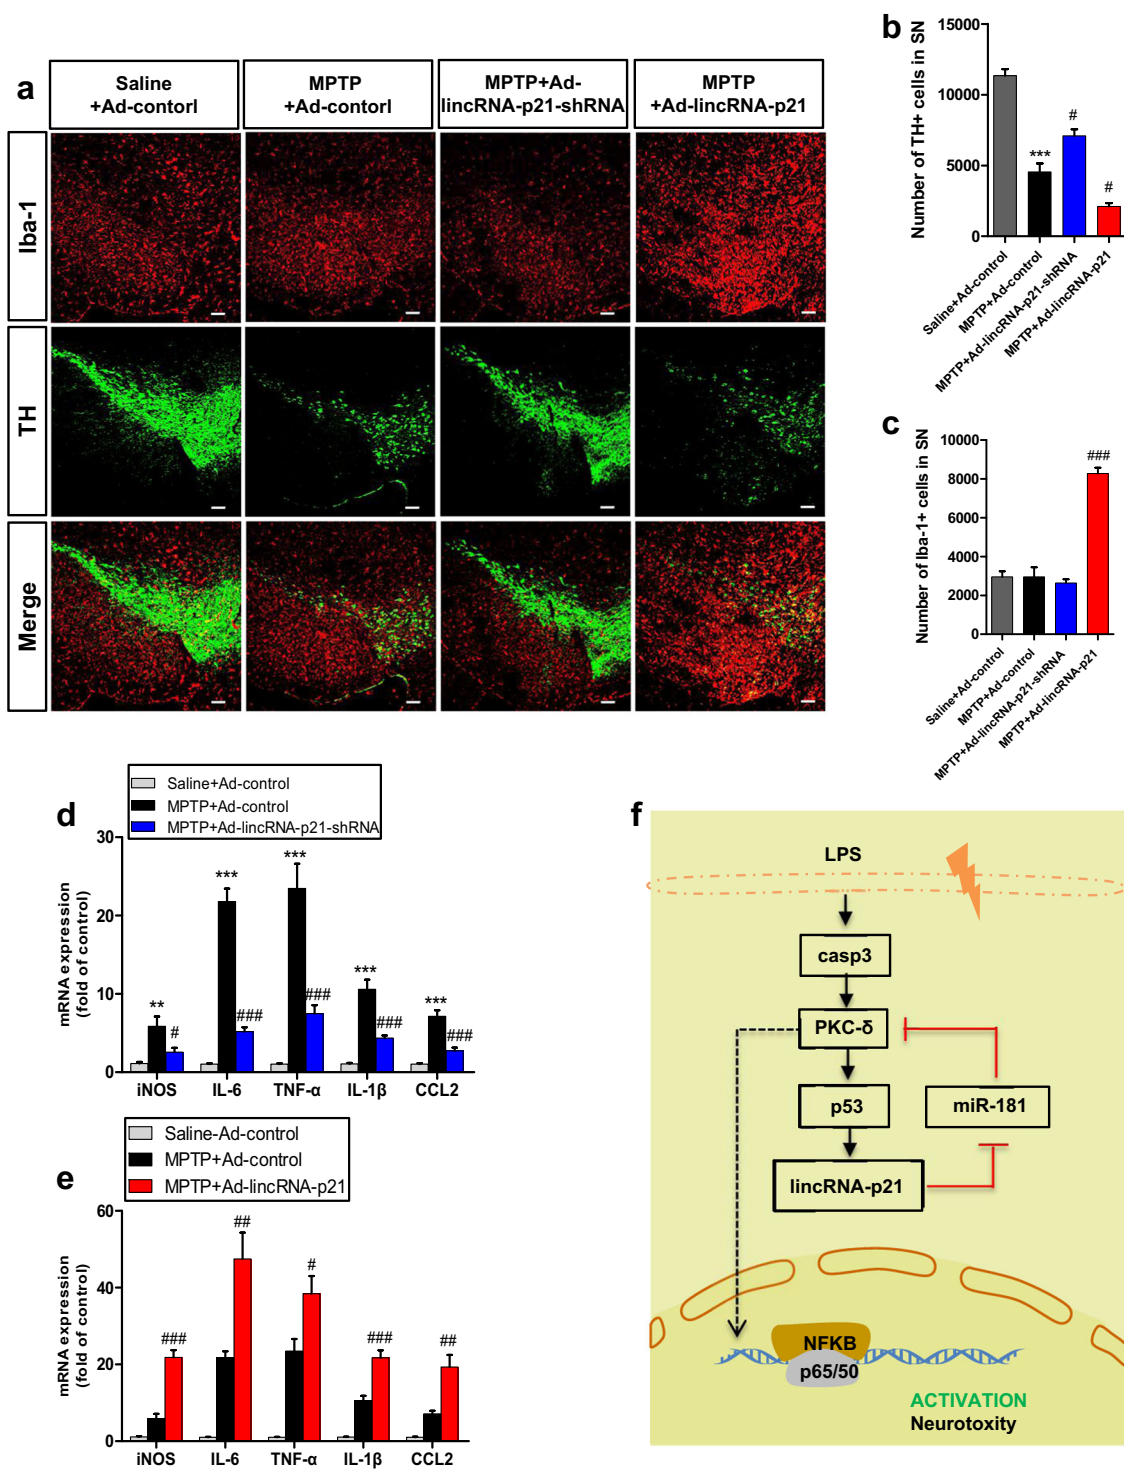 a
Saline
+Ad-contorl
MPTP
+Ad-contorl
MPTP+Ad-
lincRNA-p21-shRNA
MPTP
+Ad-lincRNA-p21
Iba-1
TH
Merge
b
Number of TH+ cells in SN
15000
10000
5000
0
***
#
#
Saline+Ad-control
MPTP+Ad-control
MPTP+Ad-lincRNA-p21-shRNA
MPTP+Ad-lincRNA-p21
c
Number of Iba-1+ cells in SN
10000
8000
6000
4000
2000
0
###
Saline+Ad-control
MPTP+Ad-control
MPTP+Ad-lincRNA-p21-shRNA
MPTP+Ad-lincRNA-p21
d
Saline+Ad-control
MPTP+Ad-control
MPTP+Ad-lincRNA-p21-shRNA
mRNA expression
(fold of control)
30
20
10
0
** #
*** ###
*** ###
*** ###
*** ###
iNOS IL-6 TNF-α IL-1β CCL2
e
Saline-Ad-control
MPTP+Ad-control
MPTP+Ad-lincRNA-p21
mRNA expression
(fold of control)
60
40
20
0
### ## # ### ##
iNOS IL-6 TNF-α IL-1β CCL2
f
LPS
casp3
PKC-δ
p53
miR-181
lincRNA-p21
NFKB
p65/50
ACTIVATION
Neurotoxity